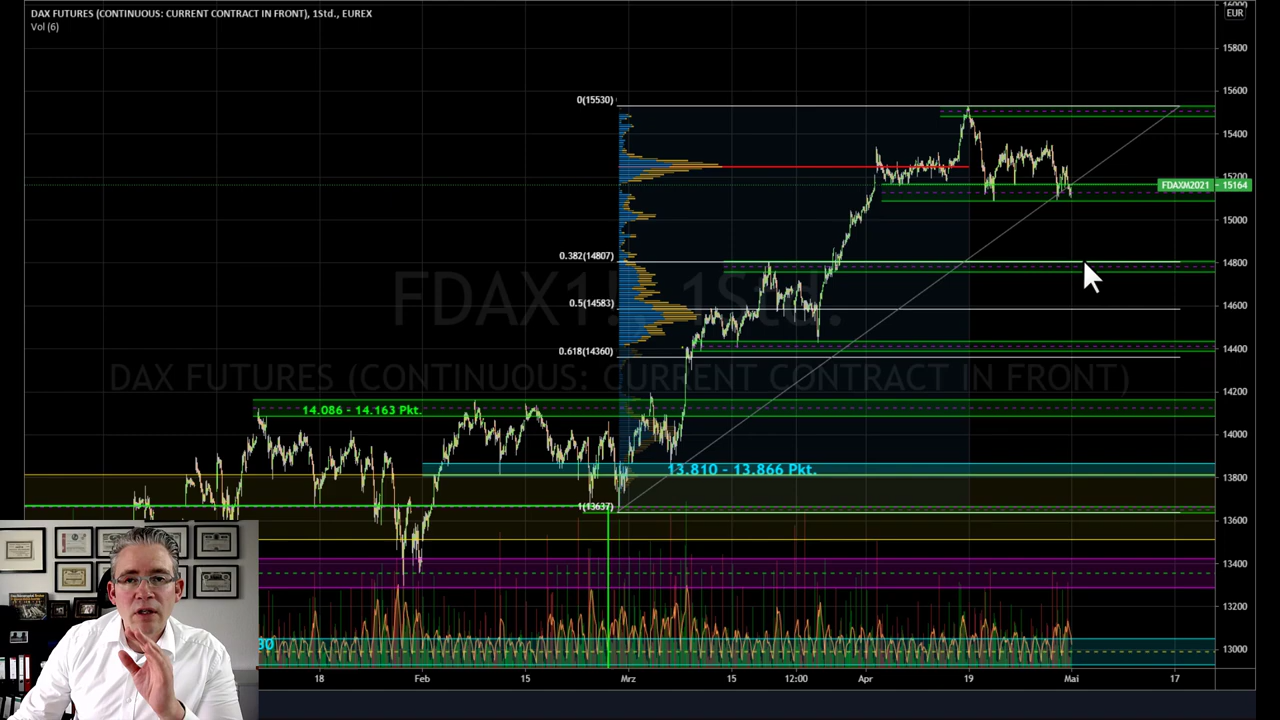 DAX FUTURES (CONTINUOUS: CURRENT CONTRACT IN FRONT), 1Std., EUREX
Vol (6)
EUR
16000
15800
15600
15400
15200
FDAXM2021 15164
15000
14800
14600
14400
14200
14000
13800
13600
13400
13200
13000
0(15530)
0.382(14807)
0.5(14583)
0.618(14360)
1(13637)
FDAX1!, 1Std.
DAX FUTURES (CONTINUOUS: CURRENT CONTRACT IN FRONT)
14.086 - 14.163 Pkt.
13.810 - 13.866 Pkt.
18 Feb 15 Mrz 15 12:00 Apr 19 Mai 17